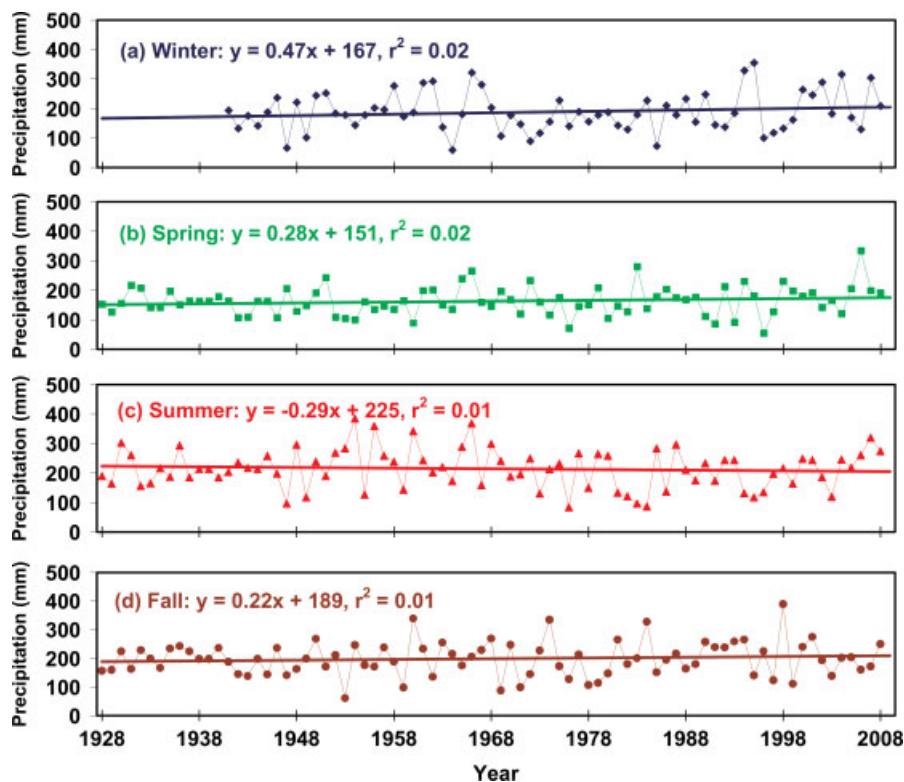 500
(a) Winter: y = 0.47x + 167, r² = 0.02
400
300
200
100
0
Precipitation (mm)
500
(b) Spring: y = 0.28x + 151, r² = 0.02
400
300
200
100
0
Precipitation (mm)
500
(c) Summer: y = -0.29x + 225, r² = 0.01
400
300
200
100
0
Precipitation (mm)
500
(d) Fall: y = 0.22x + 189, r² = 0.01
400
300
200
100
0
Precipitation (mm)
1928 1938 1948 1958 1968 1978 1988 1998 2008
Year